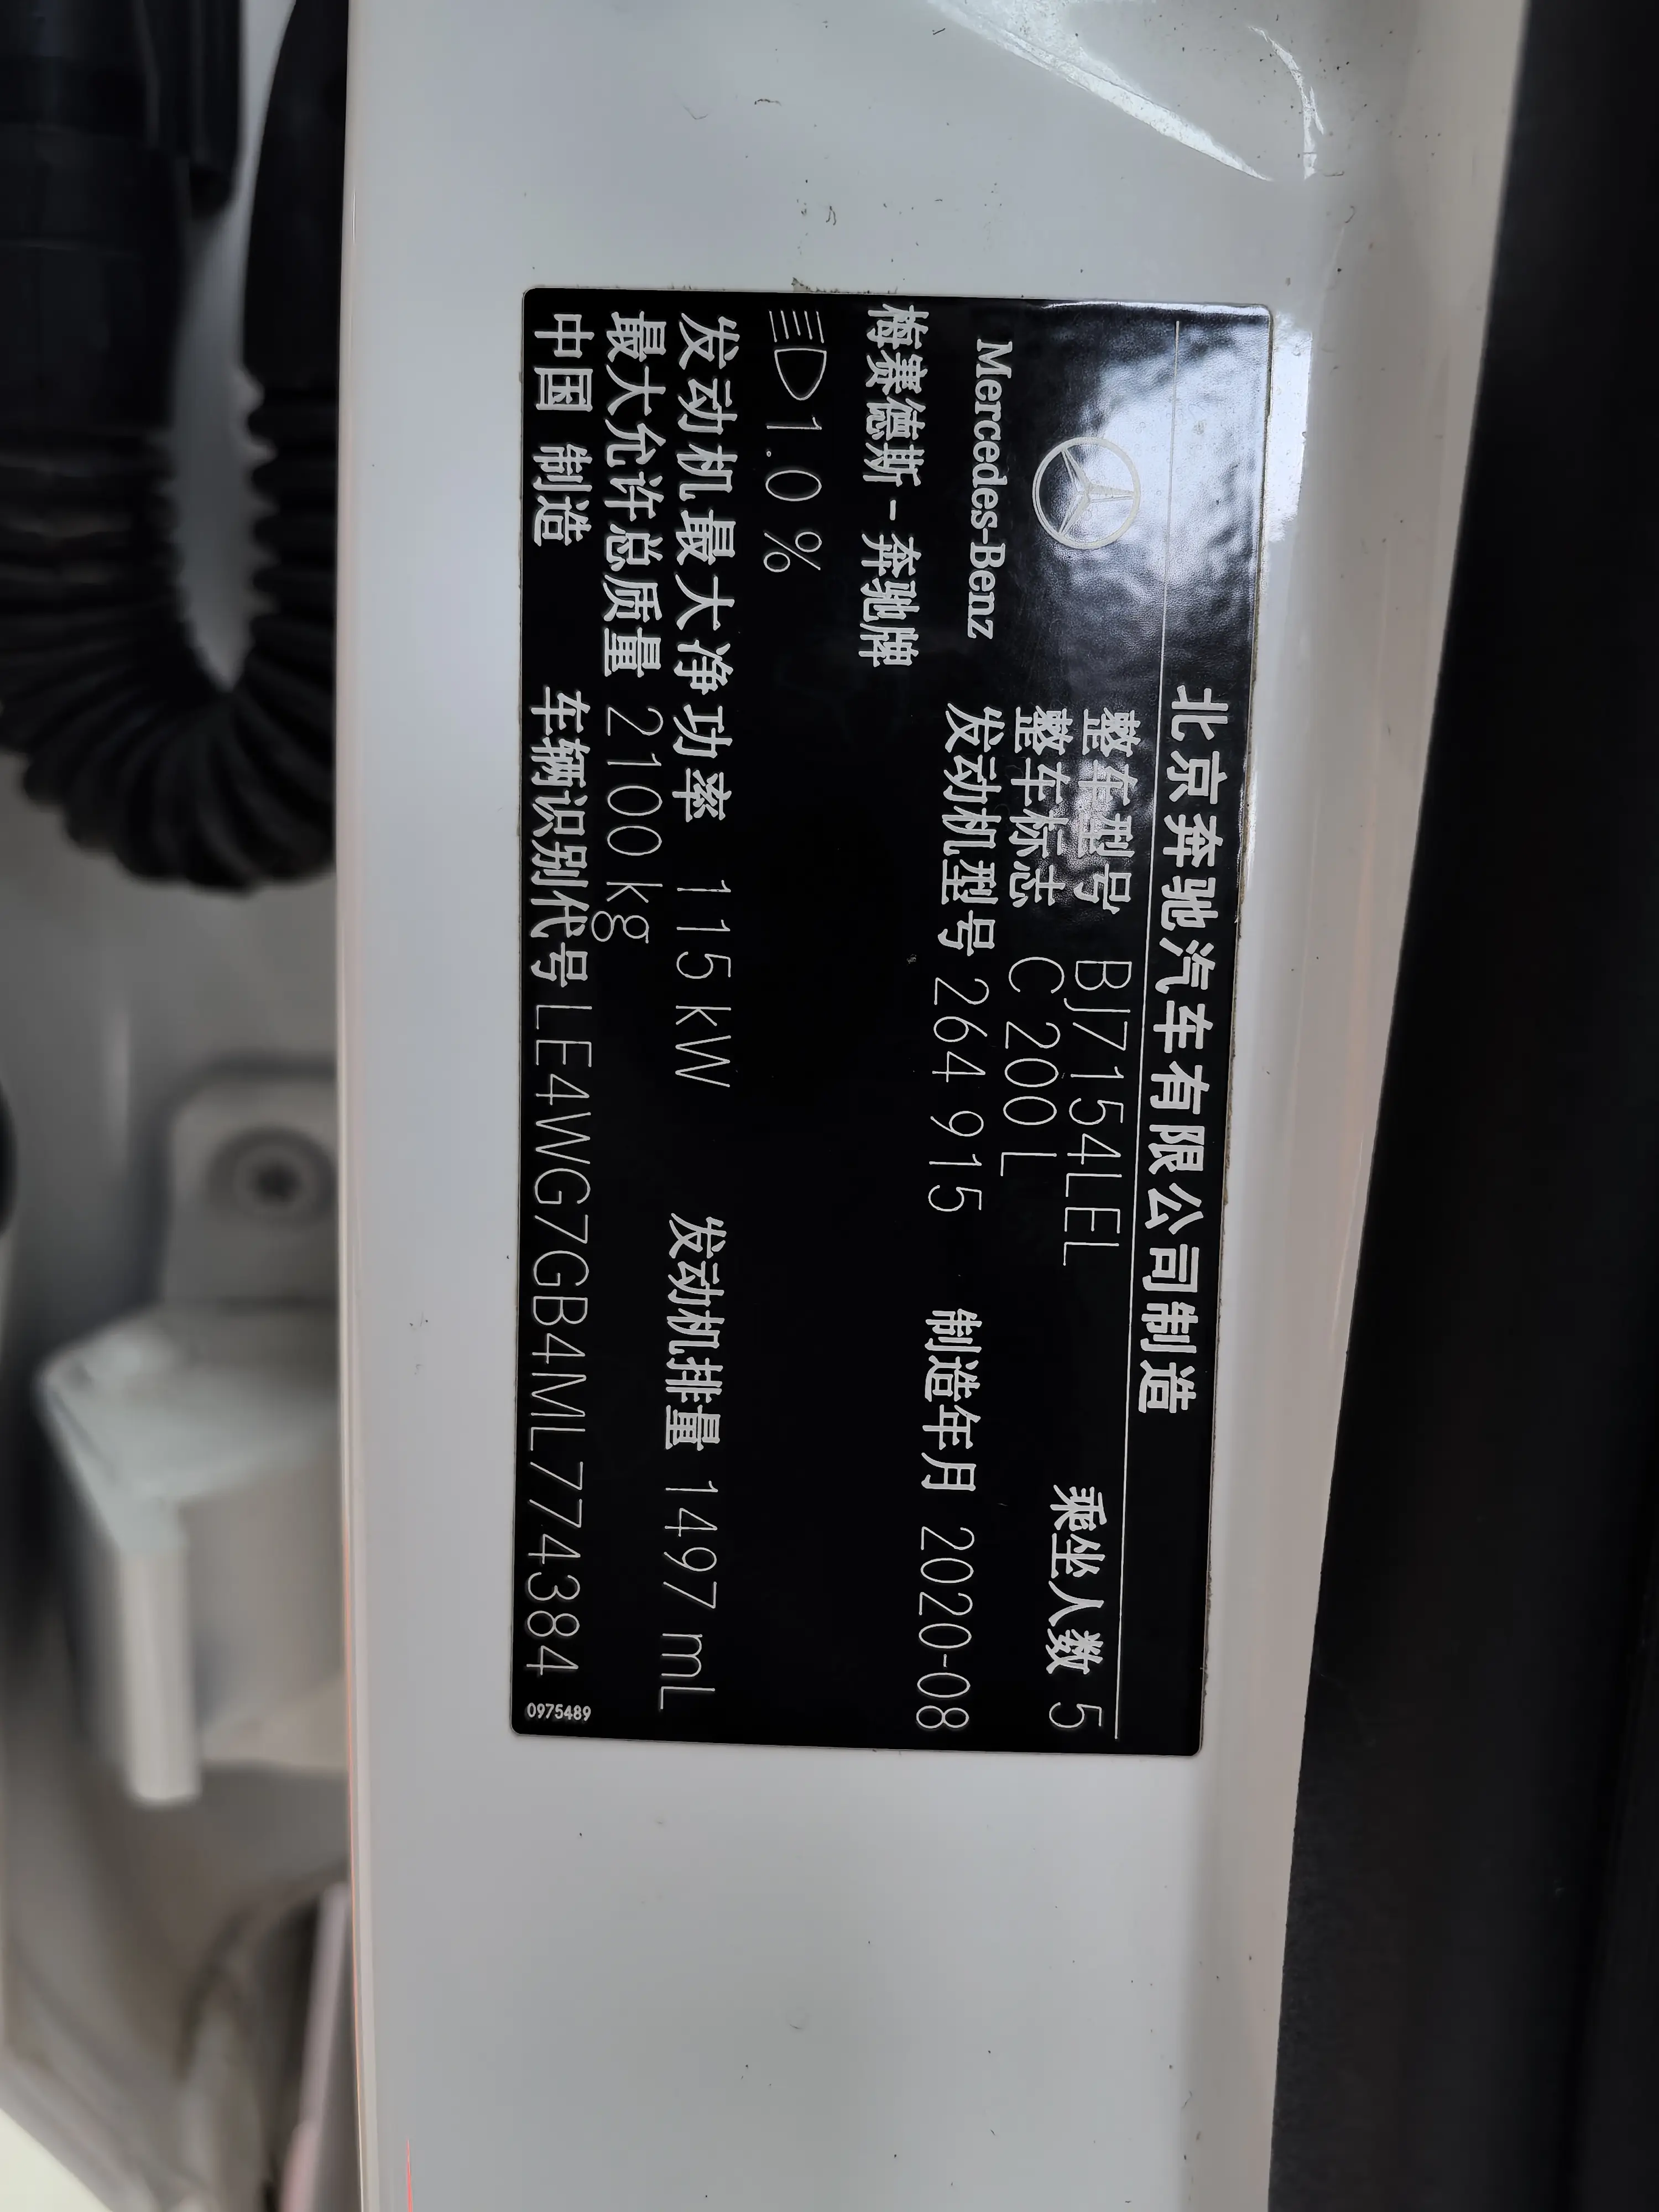 北京奔驰汽车有限公司制造
整车型号 BJ7154LEL 乘坐人数 5
整车标志 C 200 L
Mercedes-Benz 发动机型号 264 915 制造年月 2020-08
梅赛德斯-奔驰牌
1.0 %
发动机最大净功率 115 kW 发动机排量 1497 mL
最大允许总质量 2100 kg
中国 制造 车辆识别代号 LE4WG7GB4ML774384 0975489